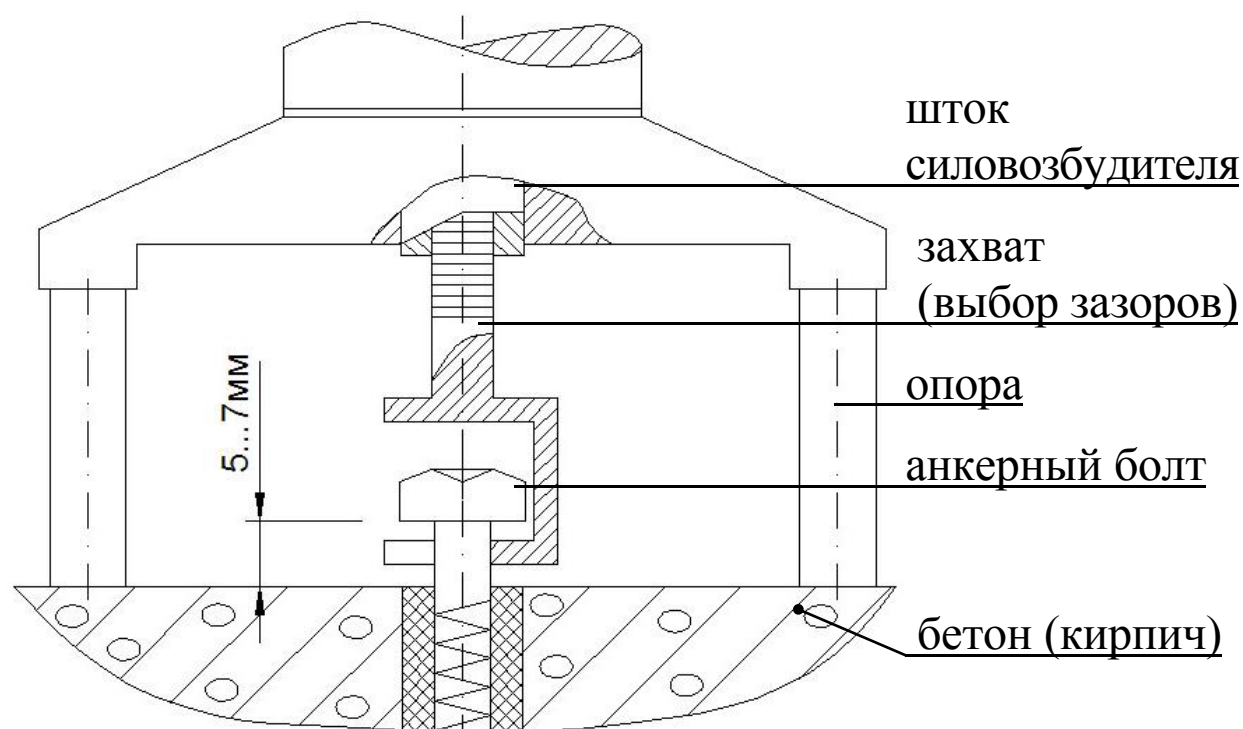 шток
силовозбудителя
захват
(выбор зазоров)
опора
5...7мм
анкерный болт
бетон (кирпич)